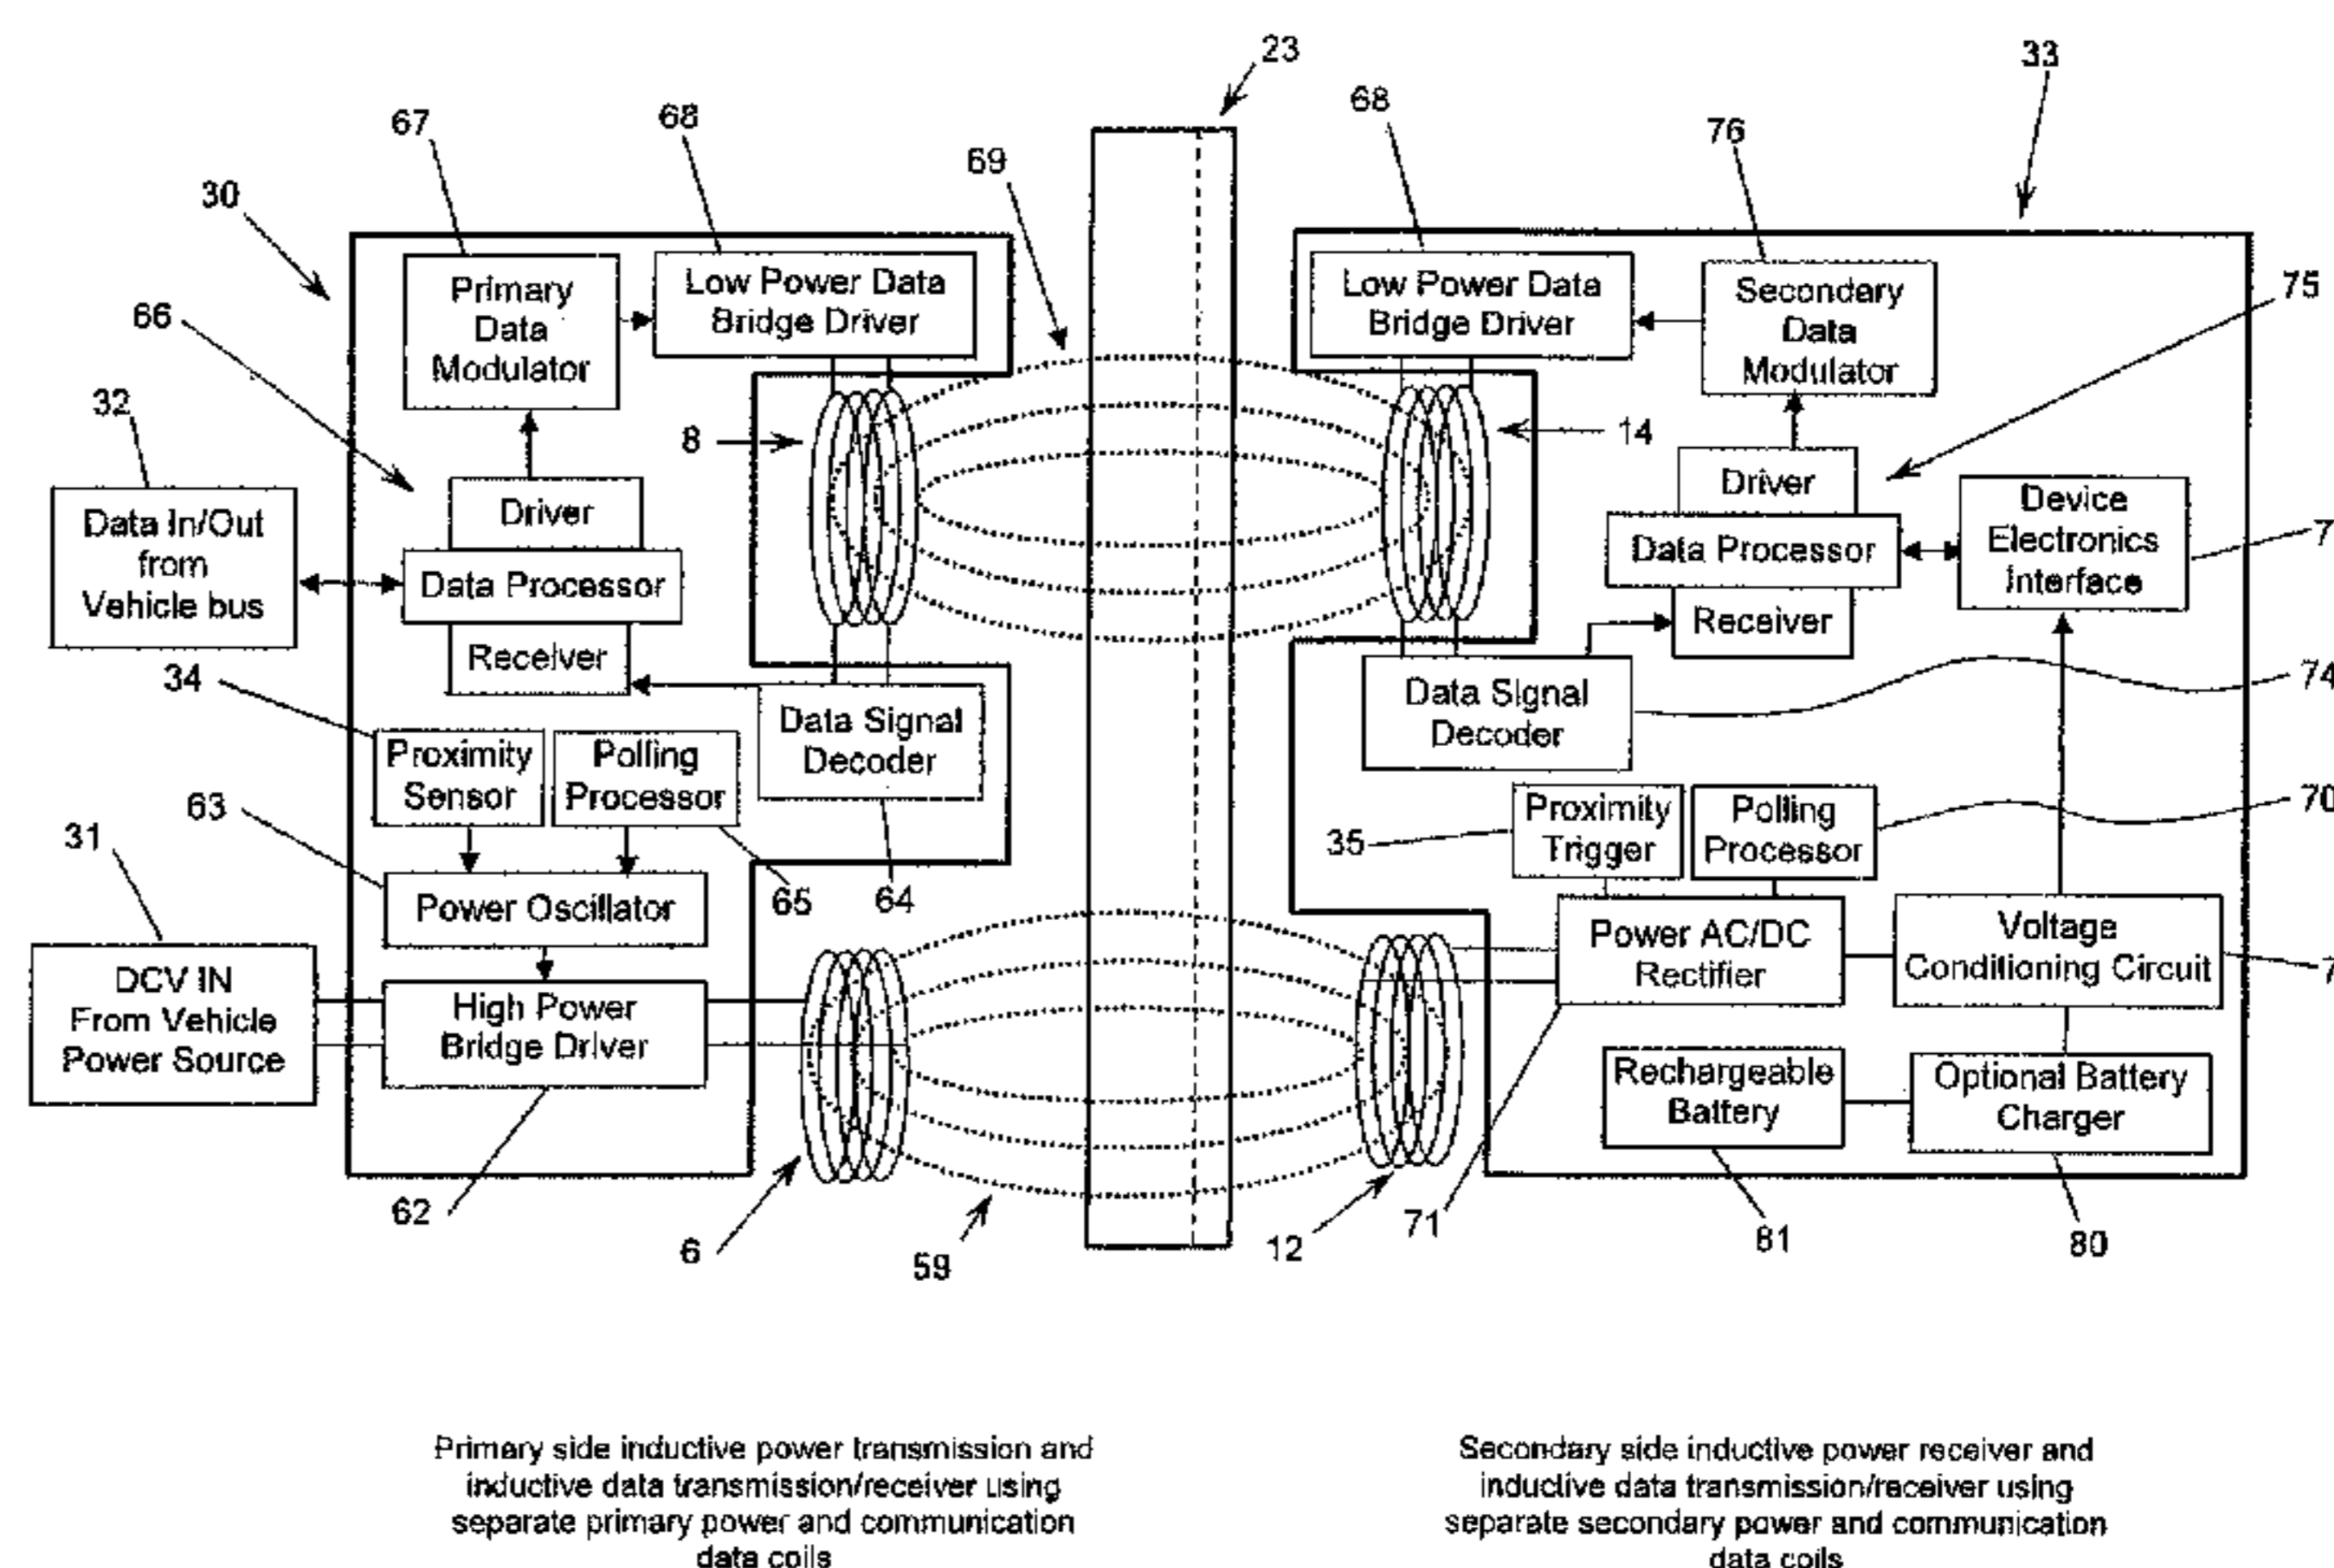 23
33
67
68
68
76
69
30
75
66
Primary
Data
Modulator
Low Power Data
Bridge Driver
Low Power Data
Bridge Driver
Secondary
Data
Modulator
32
8
14
Data In/Out
from
Vehicle bus
Driver
Data Processor
Receiver
Driver
Data Processor
Receiver
Device
Electronics
Interface
7
34
Data Signal
Decoder
Data Signal
Decoder
74
Proximity
Sensor
Polling
Processor
63
31
65
64
35
Proximity
Trigger
Polling
Processor
70
Power Oscillator
DCV IN
From Vehicle
Power Source
High Power
Bridge Driver
Power AC/DC
Rectifier
Voltage
Conditioning Circuit
7
Rechargeable
Battery
Optional Battery
Charger
62
6
59
12
71
81
80
Primary side inductive power transmission and
inductive data transmission/receiver using
separate primary power and communication
data coils
Secondary side inductive power receiver and
inductive data transmission/receiver using
separate secondary power and communication
data coils